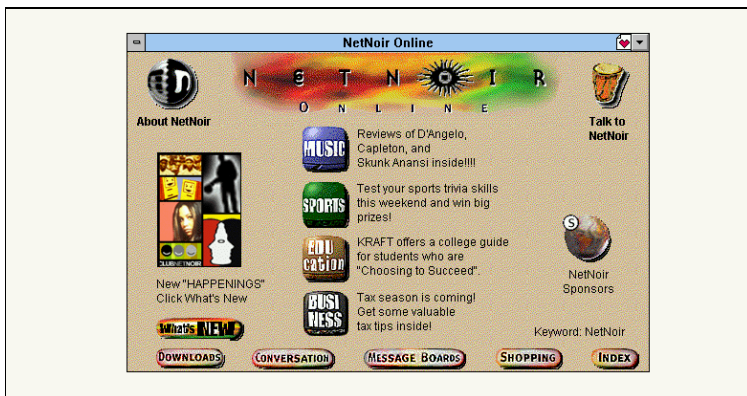 NetNoir Online
NETNOIR
ONLINE
About NetNoir
Talk to
NetNoir
MUSIC
Reviews of D'Angelo,
Capleton, and
Skunk Anansi inside!!!!
SPORTS
Test your sports trivia skills
this weekend and win big
prizes!
EDU
cation
KRAFT offers a college guide
for students who are
"Choosing to Succeed".
BUSI
NESS
Tax season is coming!
Get some valuable
tax tips inside!
CLUBNETNOIR
New "HAPPENINGS"
Click What's New
What's NEW
S
NetNoir
Sponsors
Keyword: NetNoir
DOWNLOADS
CONVERSATION
MESSAGE BOARDS
SHOPPING
INDEX